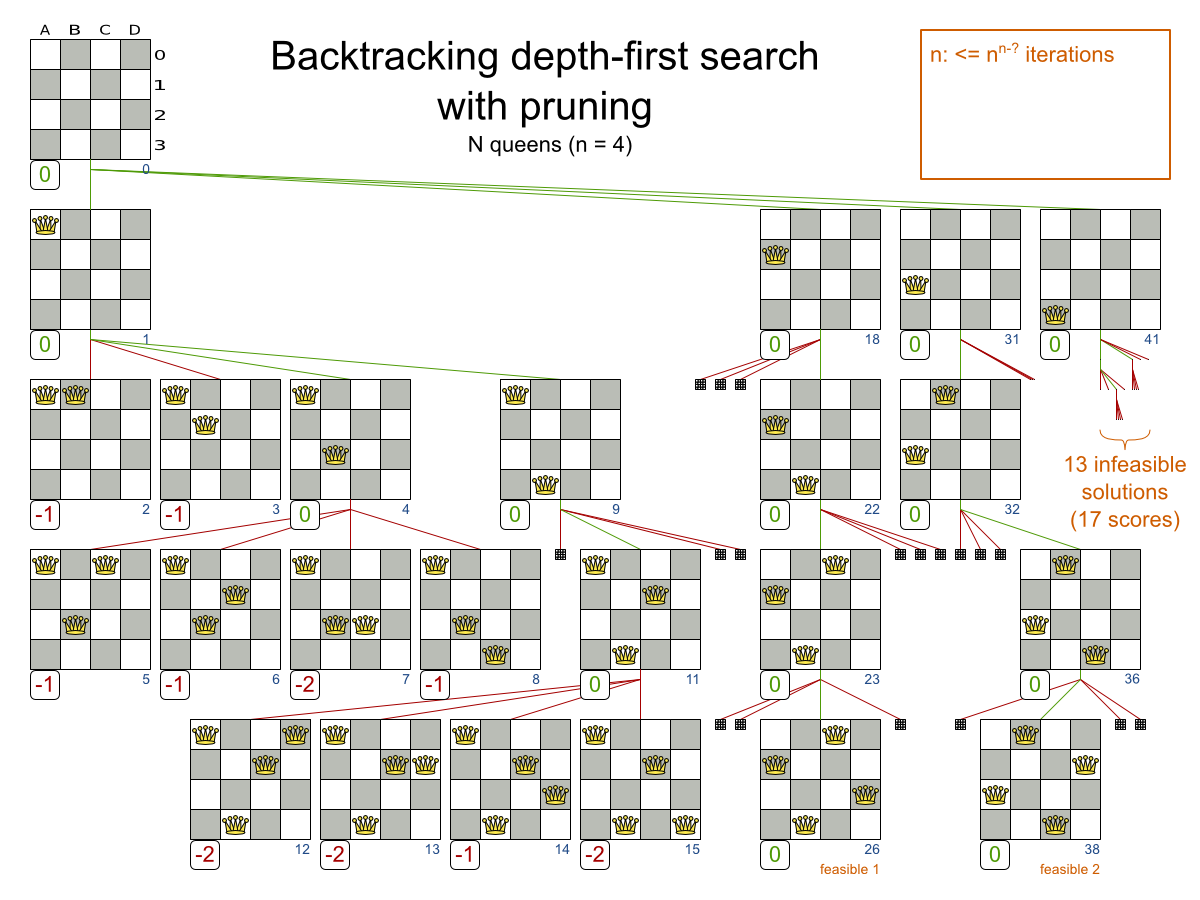 A B C D
Backtracking depth-first search
with pruning
N queens (n = 4)
n: <= n^n-? iterations
0
1
2
3
0 0
0 1
0 18
0 31
0 41
-1 2
-1 3
0 4
0 9
0 22
0 32
13 infeasible
solutions
(17 scores)
-1 5
-1 6
-2 7
-1 8
0 11
0 23
0 36
-2 12
-2 13
-1 14
-2 15
0 26
0 38
feasible 1
feasible 2